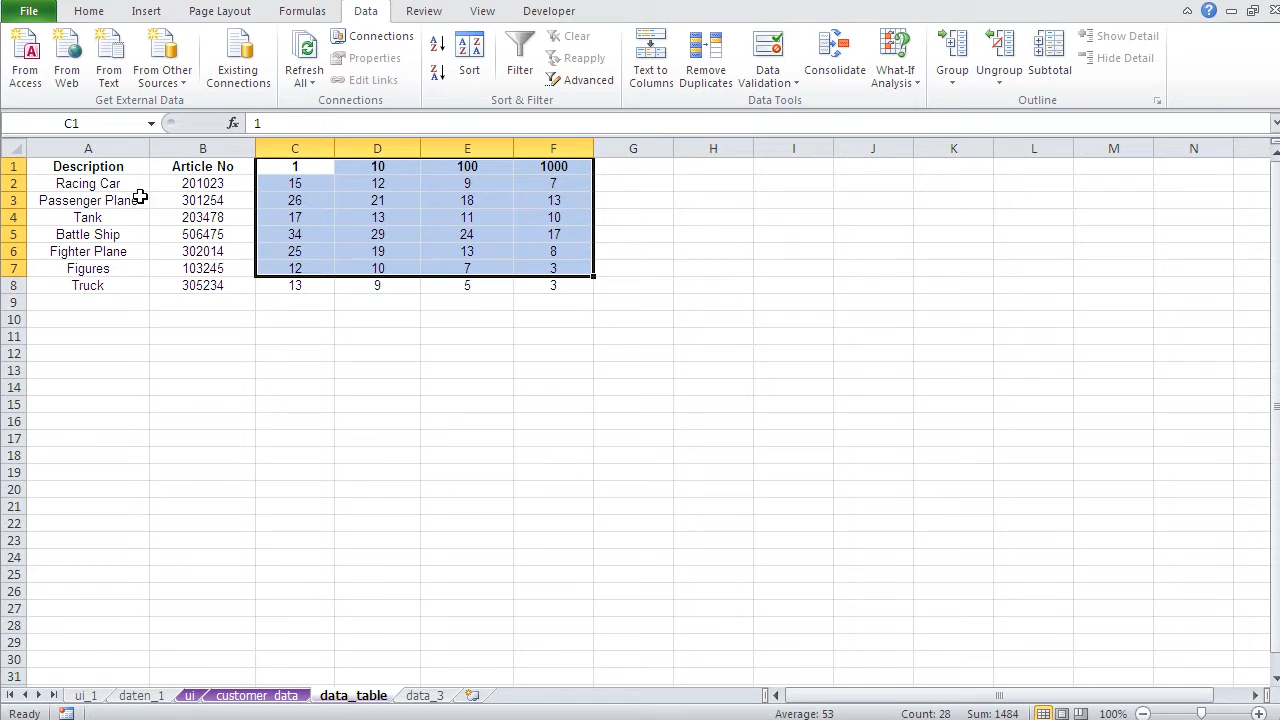 File Home Insert Page Layout Formulas Data Review View Developer
From Access
From Web
From Text
From Other Sources
Existing Connections
Get External Data
Refresh All
Connections
Properties
Edit Links
Connections
Sort
Filter
Clear
Reapply
Advanced
Sort & Filter
Text to Columns
Remove Duplicates
Data Validation
Consolidate
What-If Analysis
Data Tools
Group
Ungroup
Subtotal
Show Detail
Hide Detail
Outline
C1 fx 1
A B C D E F G H I J K L M N
1 Description Article No 1 10 100 1000
2 Racing Car 201023 15 12 9 7
3 Passenger Plane 301254 26 21 18 13
4 Tank 203478 17 13 11 10
5 Battle Ship 506475 34 29 24 17
6 Fighter Plane 302014 25 19 13 8
7 Figures 103245 12 10 7 3
8 Truck 305234 13 9 5 3
9
10
11
12
13
14
15
16
17
18
19
20
21
22
23
24
25
26
27
28
29
30
31
ui_1 daten_1 ui customer_data data_table data_3
Ready Average: 53 Count: 28 Sum: 1484 100%